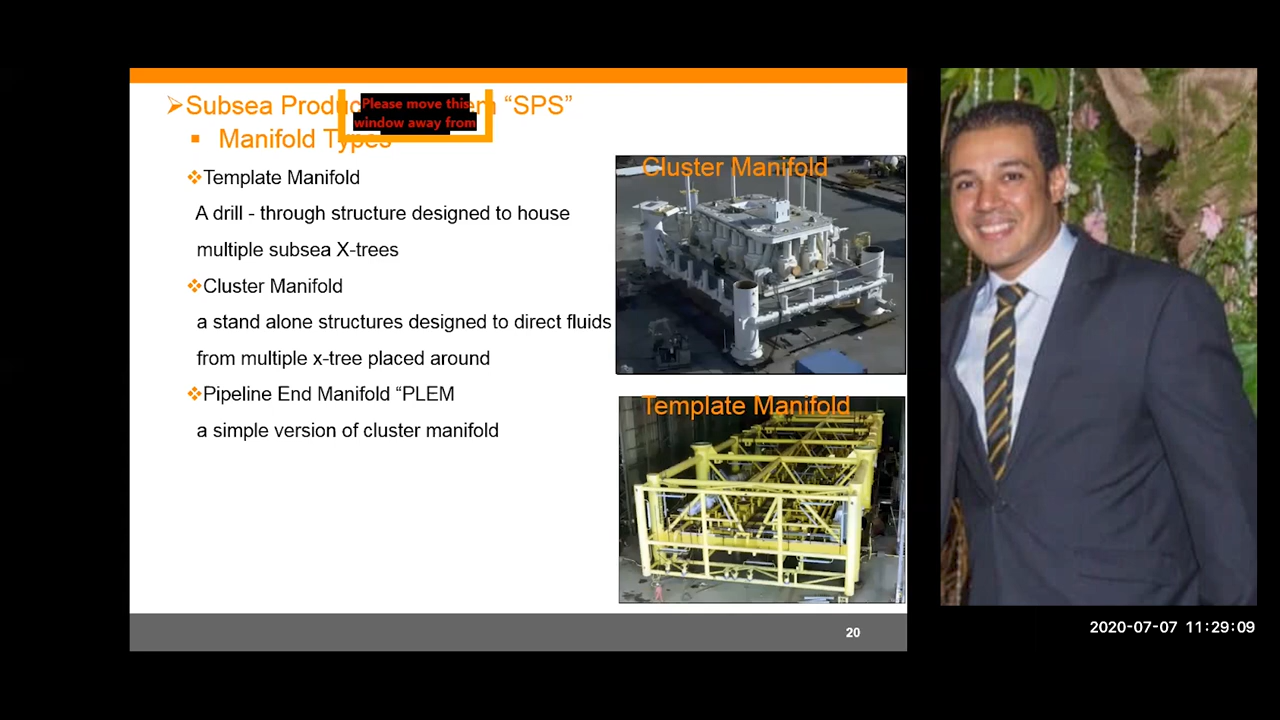 ➢Subsea Produc em “SPS”
Please move this
window away from
▪ Manifold Types
❖Template Manifold
A drill - through structure designed to house
multiple subsea X-trees
❖Cluster Manifold
a stand alone structures designed to direct fluids
from multiple x-tree placed around
❖Pipeline End Manifold “PLEM
a simple version of cluster manifold
Cluster Manifold
Template Manifold
20
2020-07-07 11:29:09